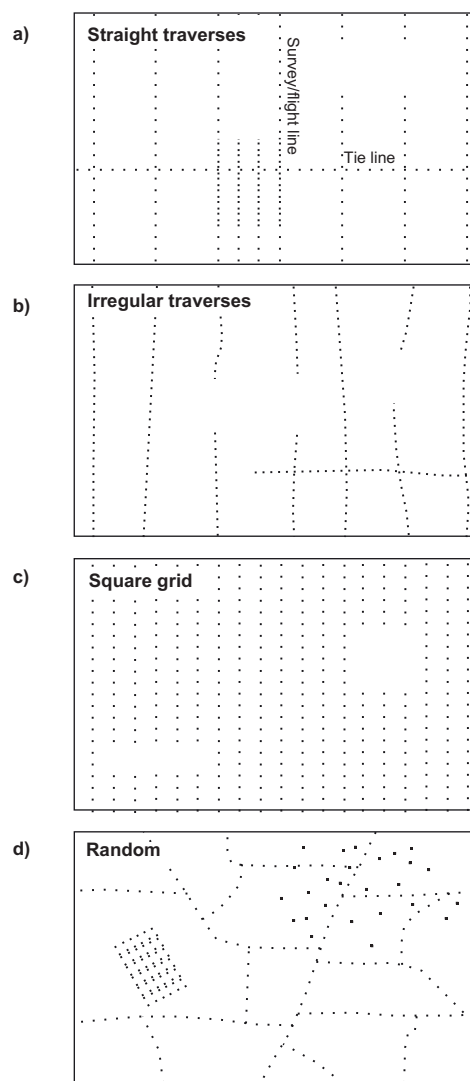 a)
Straight traverses
Survey/flight line
Tie line
b)
Irregular traverses
c)
Square grid
d)
Random